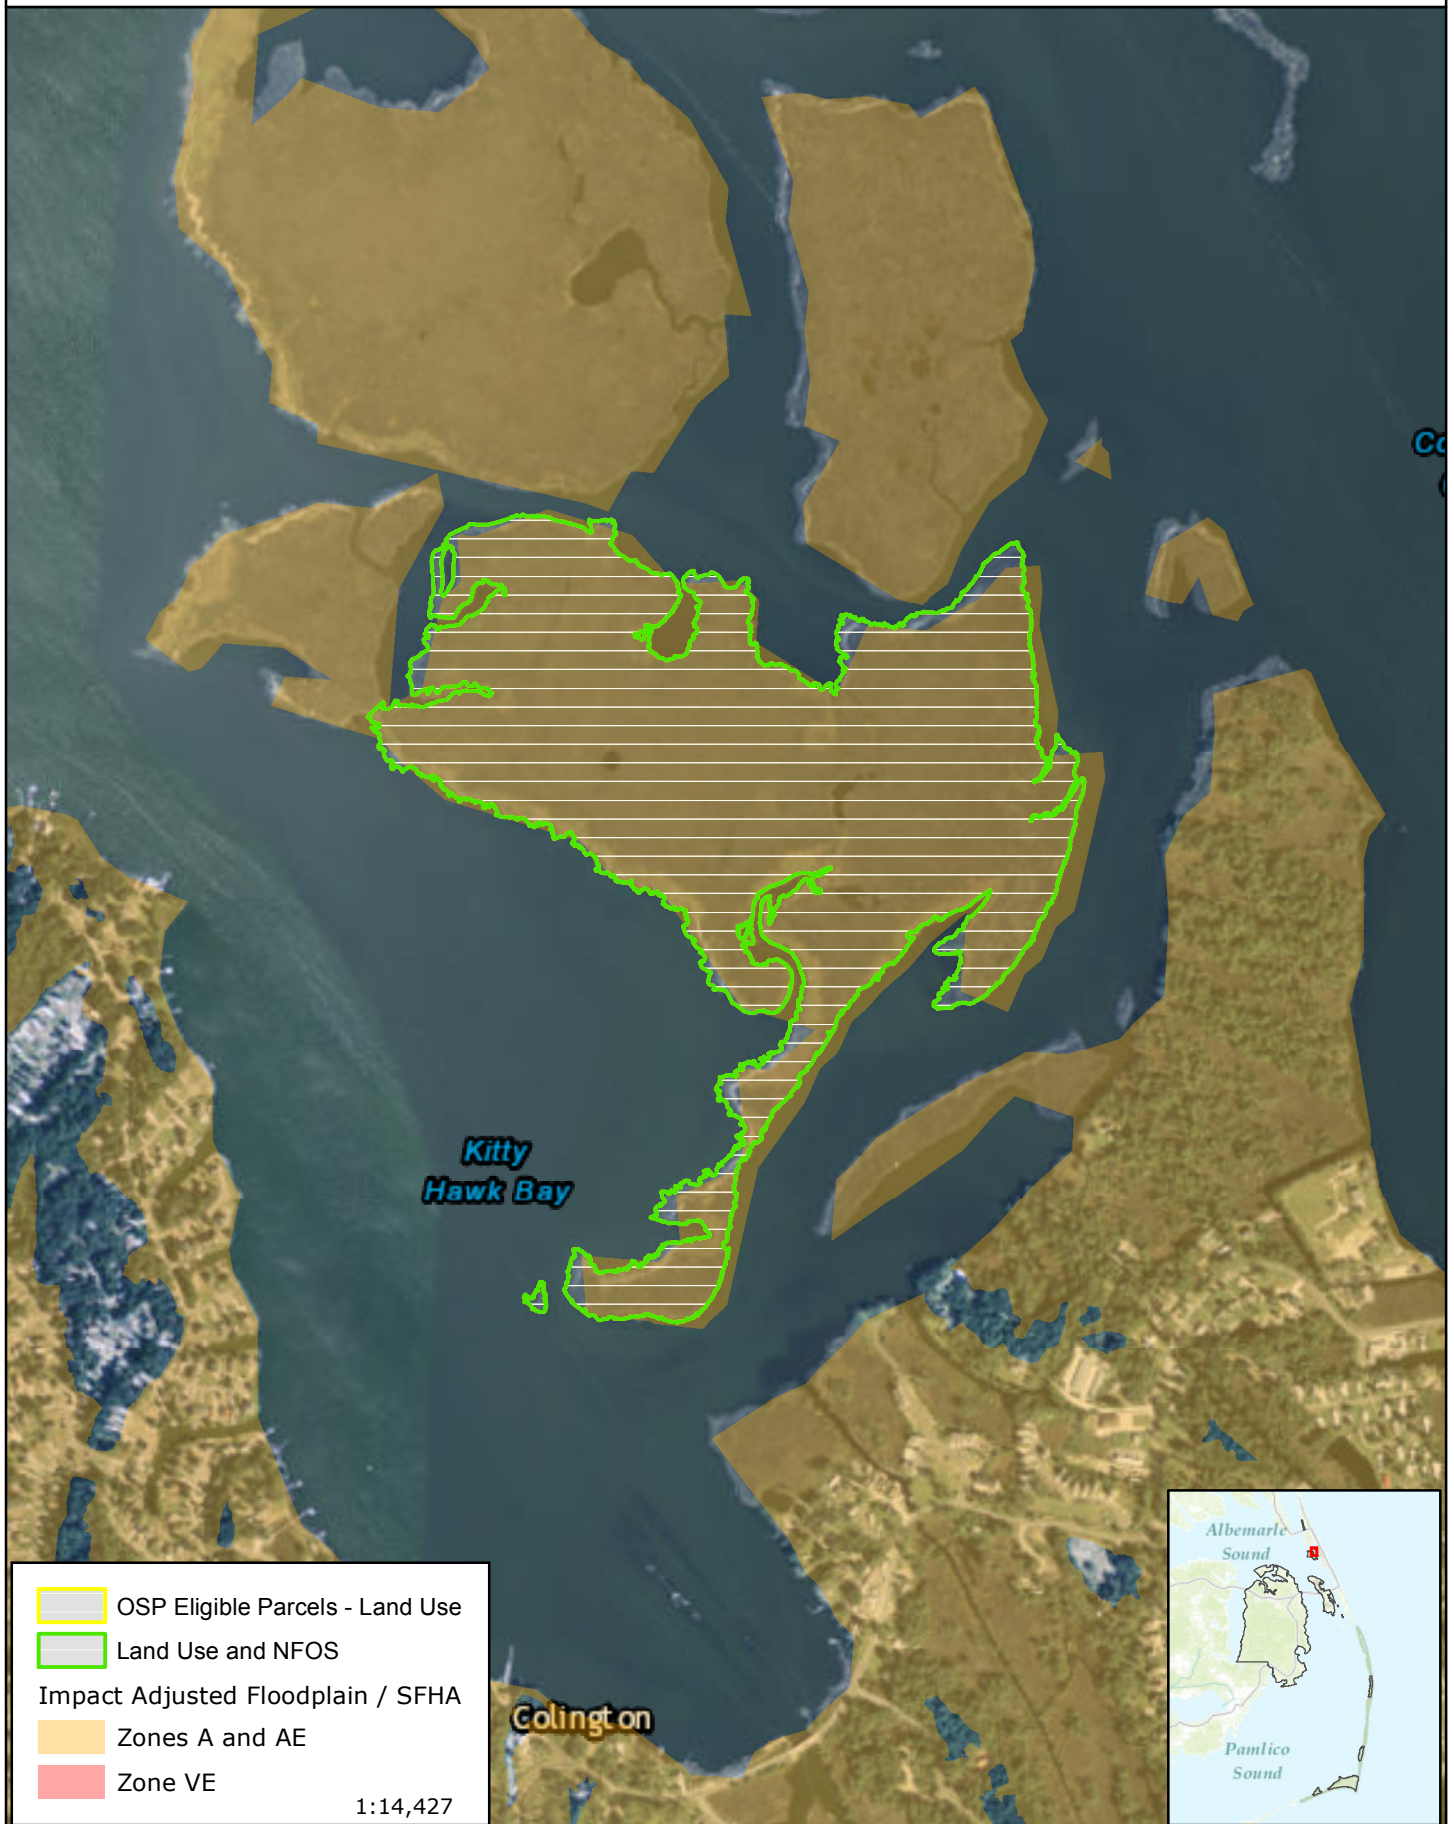 Kitty
Hawk Bay
Colington
OSP Eligible Parcels - Land Use
Land Use and NFOS
Impact Adjusted Floodplain / SFHA
Zones A and AE
Zone VE
1:14,427
Albemarle
Sound
Pamlico
Sound